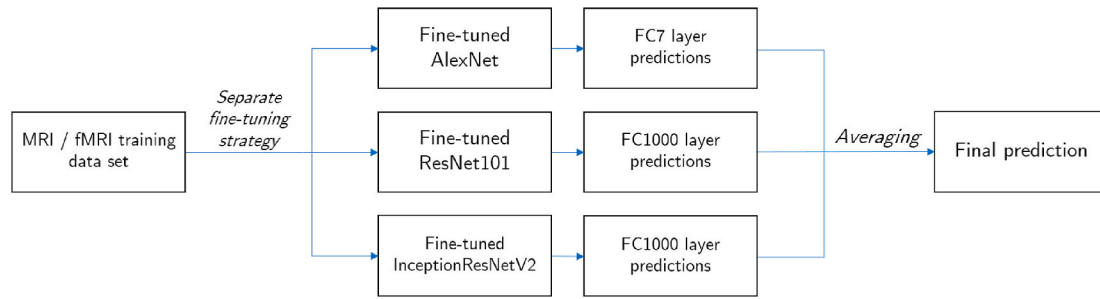 MRI / fMRI training
data set
Separate
fine-tuning
strategy
Fine-tuned
AlexNet
FC7 layer
predictions
Fine-tuned
ResNet101
FC1000 layer
predictions
Fine-tuned
InceptionResNetV2
FC1000 layer
predictions
Averaging
Final prediction